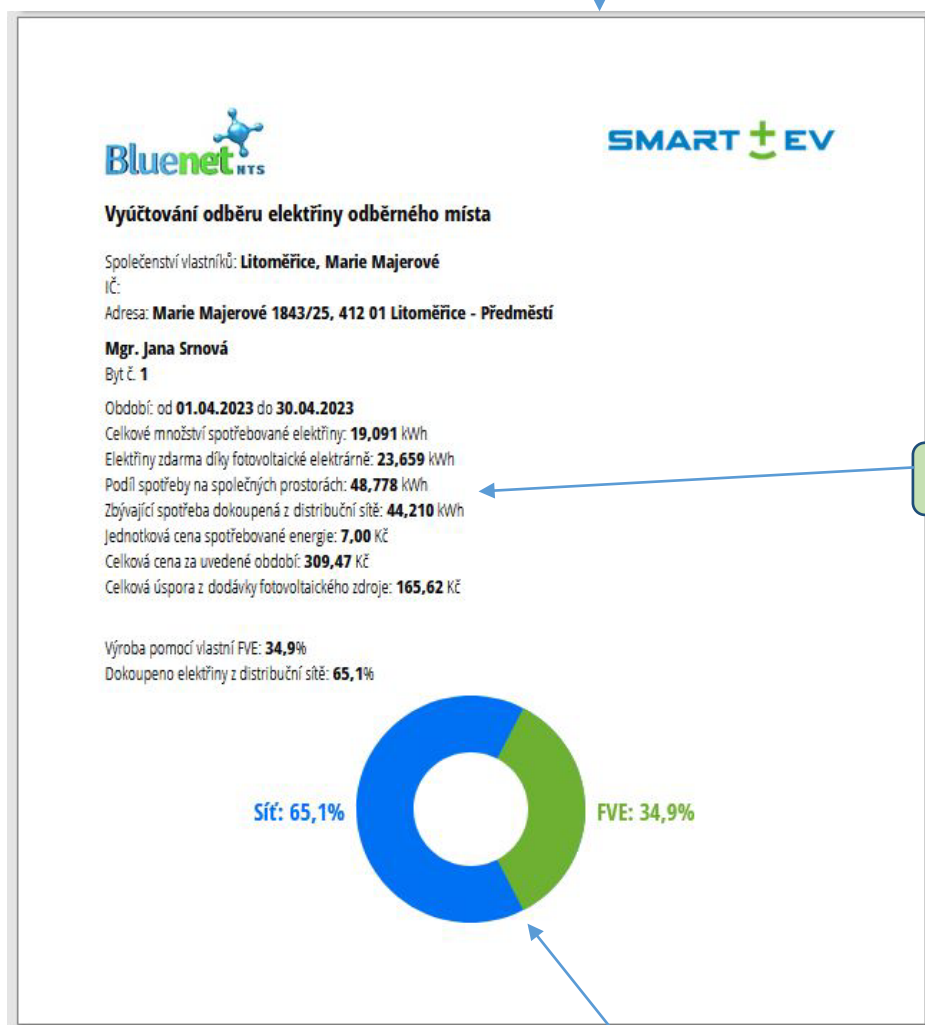 Bluenet NTS
SMART ± EV
Vyúčtování odběru elektřiny odběrného místa
Společenství vlastníků: Litoměřice, Marie Majerové
IČ:
Adresa: Marie Majerové 1843/25, 412 01 Litoměřice - Předměstí
Mgr. Jana Srnová
Byt č. 1
Období: od 01.04.2023 do 30.04.2023
Celkové množství spotřebované elektřiny: 19,091 kWh
Elektřiny zdarma díky fotovoltaické elektrárně: 23,659 kWh
Podíl spotřeby na společných prostorách: 48,778 kWh
Zbývající spotřeba dokoupená z distribuční sítě: 44,210 kWh
Jednotková cena spotřebované energie: 7,00 Kč
Celková cena za uvedené období: 309,47 Kč
Celková úspora z dodávky fotovoltaického zdroje: 165,62 Kč
Výroba pomocí vlastní FVE: 34,9%
Dokoupeno elektřiny z distribuční sítě: 65,1%
Síť: 65,1%
FVE: 34,9%